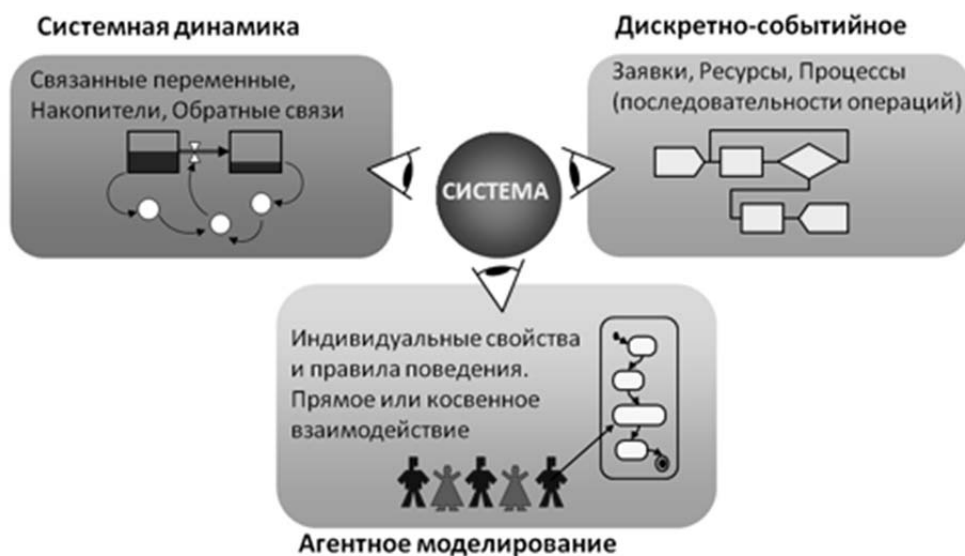 Системная динамика
Связанные переменные,
Накопители, Обратные связи
Дискретно-событийное
Заявки, Ресурсы, Процессы
(последовательности операций)
СИСТЕМА
Индивидуальные свойства
и правила поведения.
Прямое или косвенное
взаимодействие
Агентное моделирование